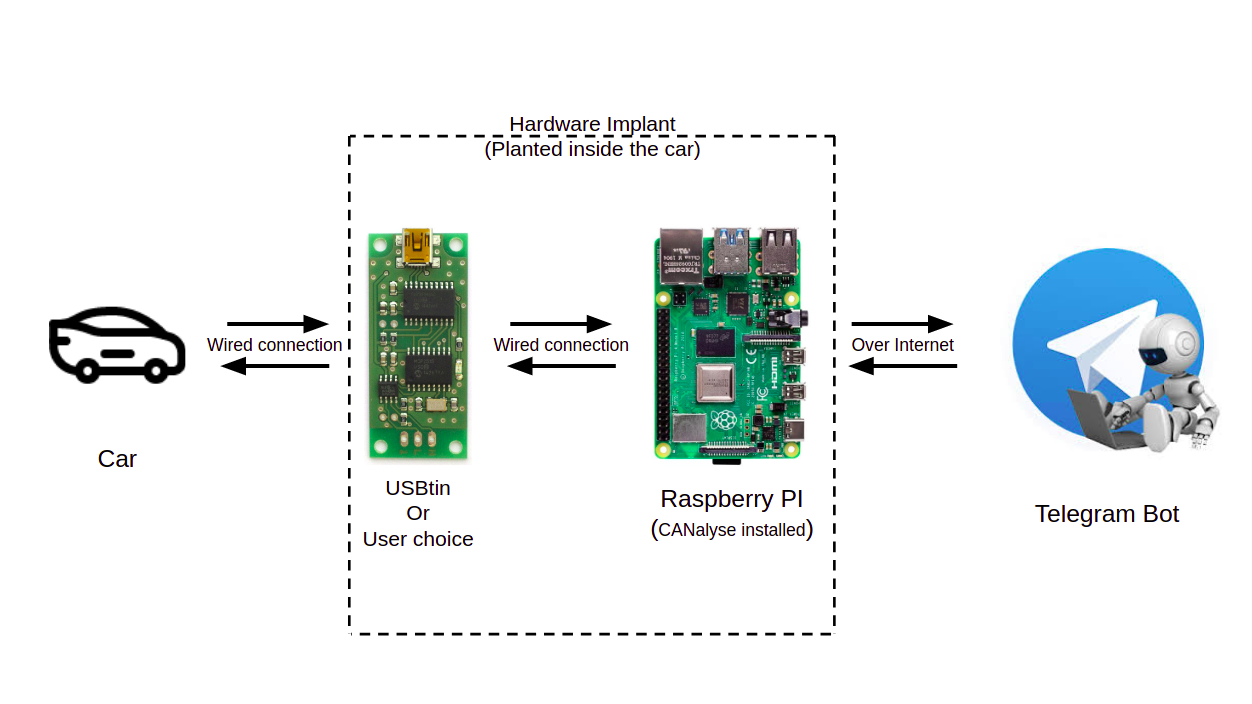 Hardware Implant
(Planted inside the car)
Wired connection
Wired connection
Over Internet
HDMI
Car
USBtin
Or
User choice
Raspberry PI
(CANalyse installed)
Telegram Bot